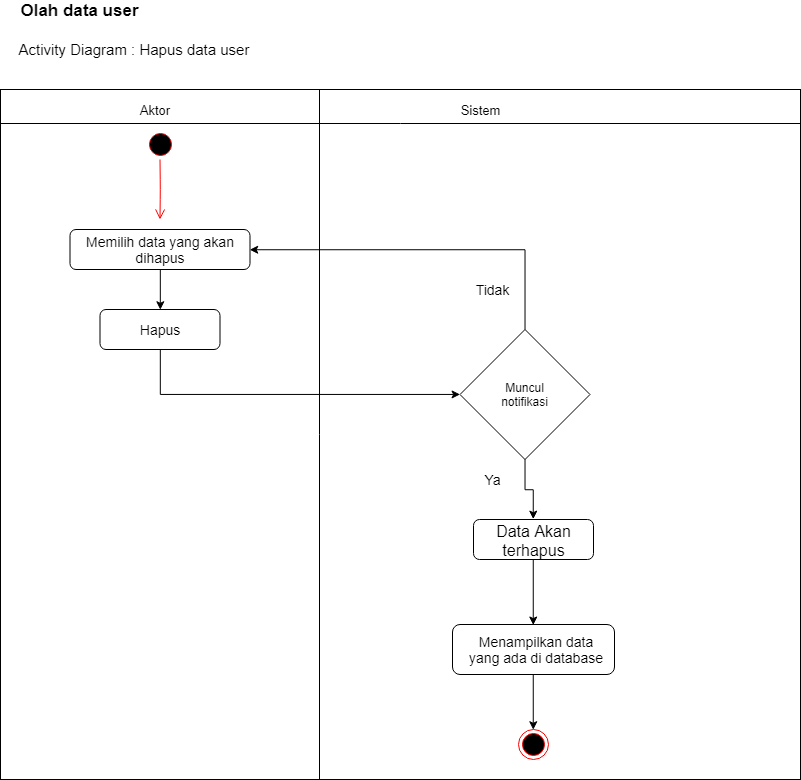 Olah data user
Activity Diagram : Hapus data user
Aktor
Sistem
Memilih data yang akan
dihapus
Tidak
Hapus
Muncul
notifikasi
Ya
Data Akan
terhapus
Menampilkan data
yang ada di database